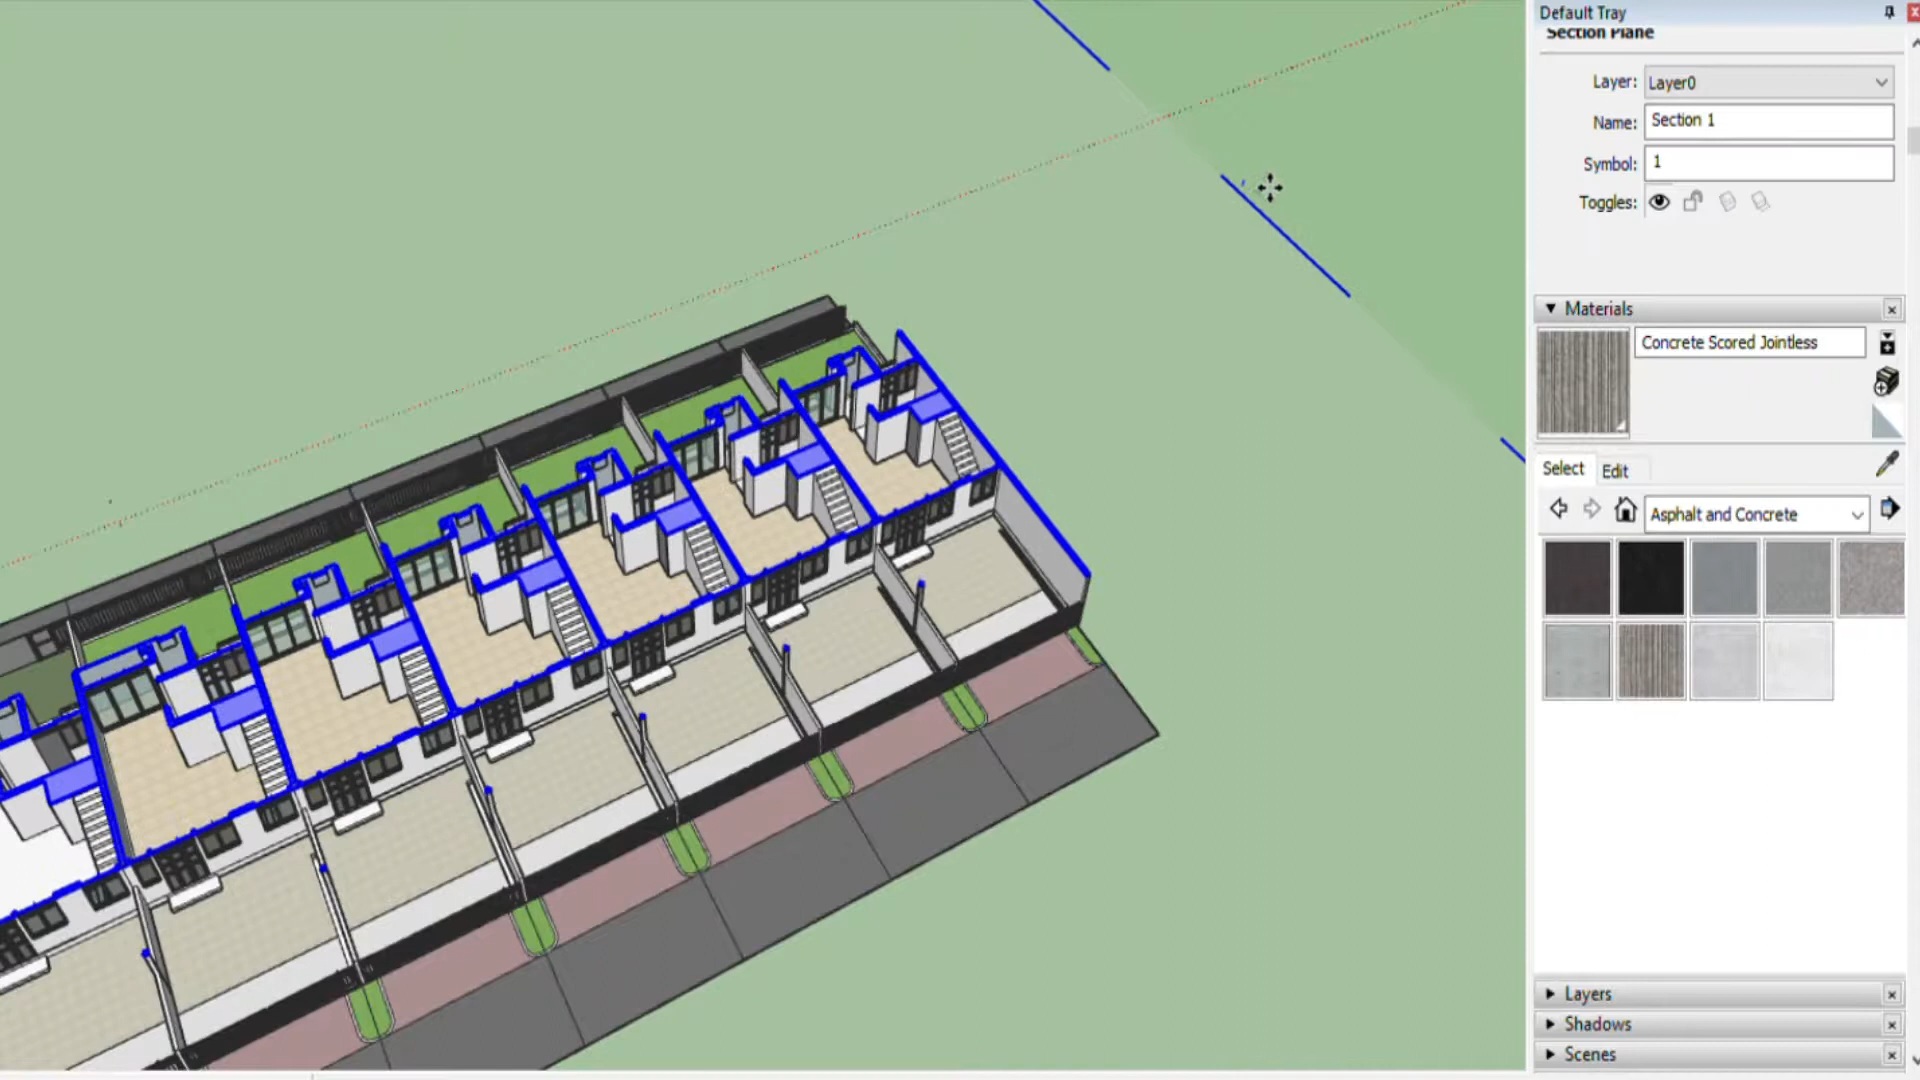 Default Tray
Section Plane
Layer: Layer0
Name: Section 1
Symbol: 1
Toggles:
Materials
Concrete Scored Jointless
Select Edit
Asphalt and Concrete
Layers
Shadows
Scenes